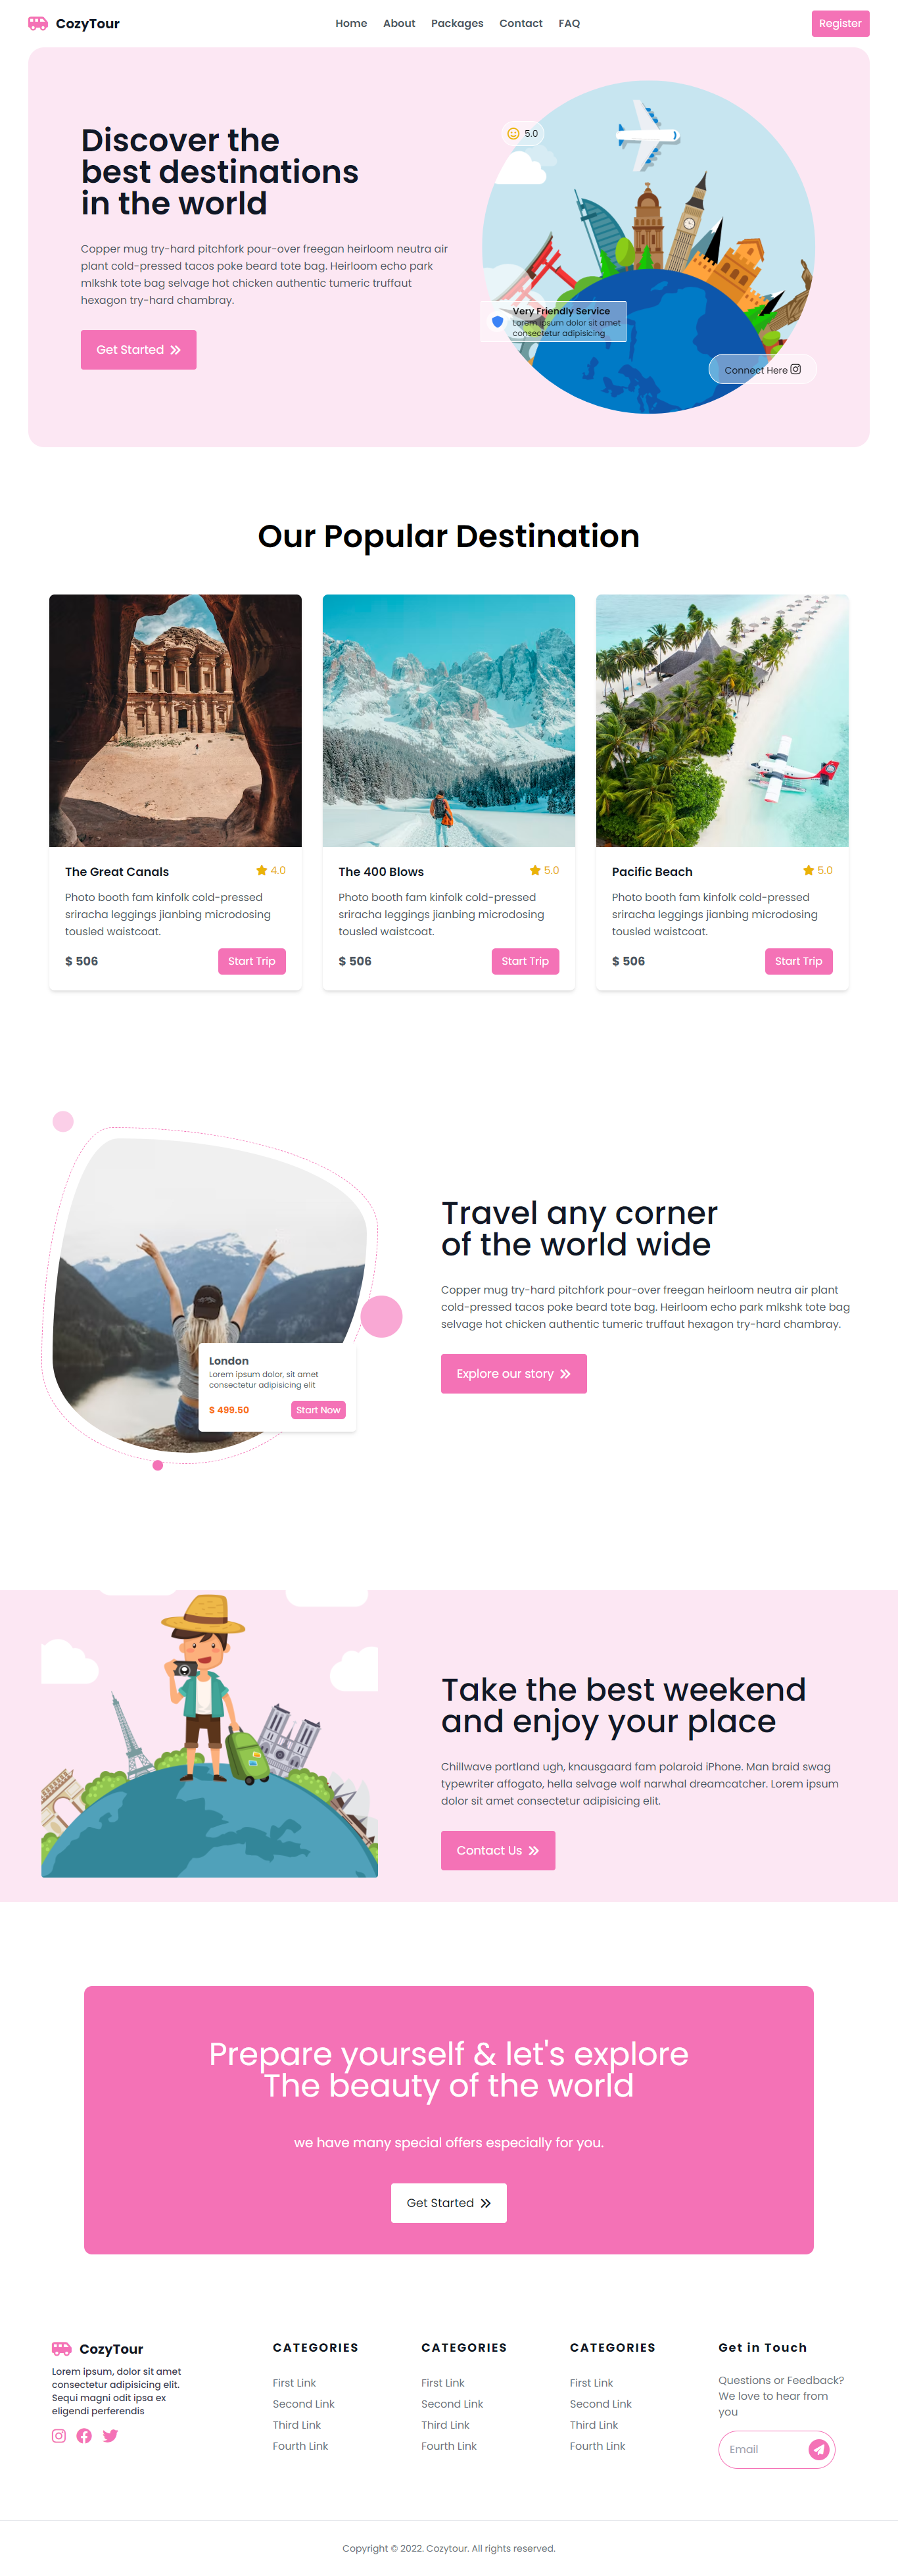 CozyTour
Home About Packages Contact FAQ
Register
Discover the
best destinations
in the world
Copper mug try-hard pitchfork pour-over freegan heirloom neutra air
plant cold-pressed tacos poke beard tote bag. Heirloom echo park
mlkshk tote bag selvage hot chicken authentic tumeric truffaut
hexagon try-hard chambray.
Get Started
5.0
Very Friendly Service
Lorem ipsum dolor sit amet
consectetur adipisicing
Connect Here
Our Popular Destination
The Great Canals 4.0
Photo booth fam kinfolk cold-pressed
sriracha leggings jianbing microdosing
tousled waistcoat.
$ 506 Start Trip
The 400 Blows 5.0
Photo booth fam kinfolk cold-pressed
sriracha leggings jianbing microdosing
tousled waistcoat.
$ 506 Start Trip
Pacific Beach 5.0
Photo booth fam kinfolk cold-pressed
sriracha leggings jianbing microdosing
tousled waistcoat.
$ 506 Start Trip
London
Lorem ipsum dolor, sit amet
consectetur adipisicing elit
$ 499.50 Start Now
Travel any corner
of the world wide
Copper mug try-hard pitchfork pour-over freegan heirloom neutra air plant
cold-pressed tacos poke beard tote bag. Heirloom echo park mlkshk tote bag
selvage hot chicken authentic tumeric truffaut hexagon try-hard chambray.
Explore our story
Take the best weekend
and enjoy your place
Chillwave portland ugh, knausgaard fam polaroid iPhone. Man braid swag
typewriter affogato, hella selvage wolf narwhal dreamcatcher. Lorem ipsum
dolor sit amet consectetur adipisicing elit.
Contact Us
Prepare yourself & let's explore
The beauty of the world
we have many special offers especially for you.
Get Started
CozyTour
Lorem ipsum, dolor sit amet
consectetur adipisicing elit.
Sequi magni odit ipsa ex
eligendi perferendis
CATEGORIES
First Link
Second Link
Third Link
Fourth Link
CATEGORIES
First Link
Second Link
Third Link
Fourth Link
CATEGORIES
First Link
Second Link
Third Link
Fourth Link
Get in Touch
Questions or Feedback?
We love to hear from
you
Email
Copyright © 2022. Cozytour. All rights reserved.